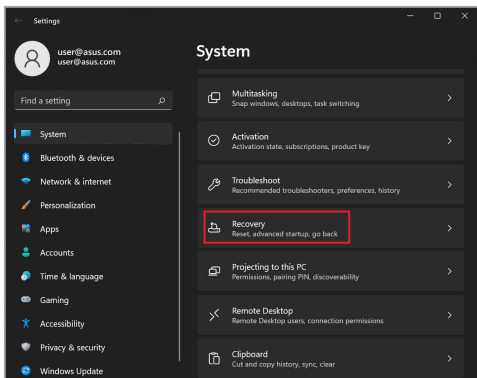 Settings
user@asus.com
user@asus.com
Find a setting
System
Bluetooth & devices
Network & internet
Personalization
Apps
Accounts
Time & language
Gaming
Accessibility
Privacy & security
Windows Update
System
Multitasking
Snap windows, desktops, task switching
Activation
Activation state, subscriptions, product key
Troubleshoot
Recommended troubleshooters, preferences, history
Recovery
Reset, advanced startup, go back
Projecting to this PC
Permissions, pairing PIN, discoverability
Remote Desktop
Remote Desktop users, connection permissions
Clipboard
Cut and copy history, sync, clear